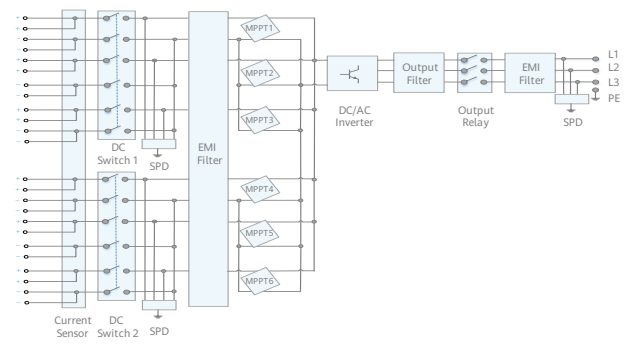 MPPT1
MPPT2
MPPT3
MPPT4
MPPT5
MPPT6
DC
Switch 1
SPD
EMI
Filter
DC/AC
Inverter
Output
Filter
Output
Relay
EMI
Filter
SPD
L1
L2
L3
PE
Current
Sensor
DC
Switch 2
SPD